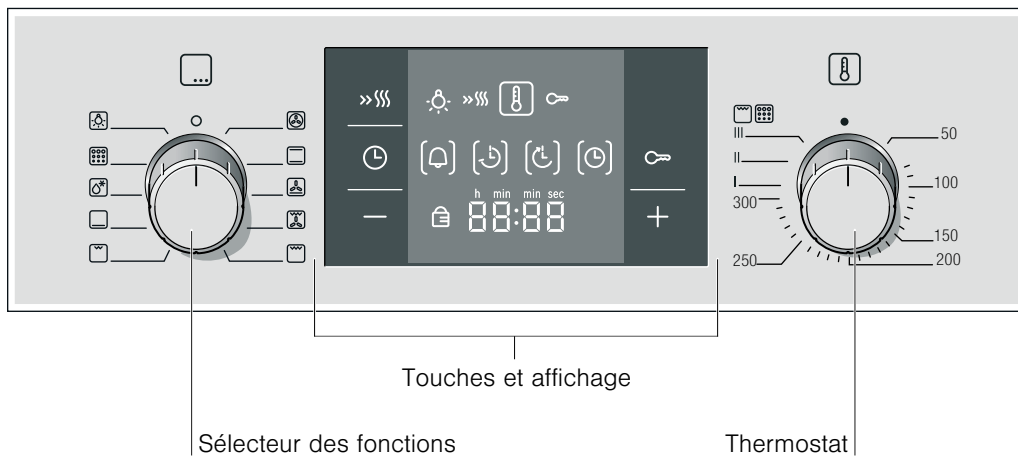 h min min sec
88:88
III
II
I
300
250
50
100
150
200
Touches et affichage
Sélecteur des fonctions
Thermostat